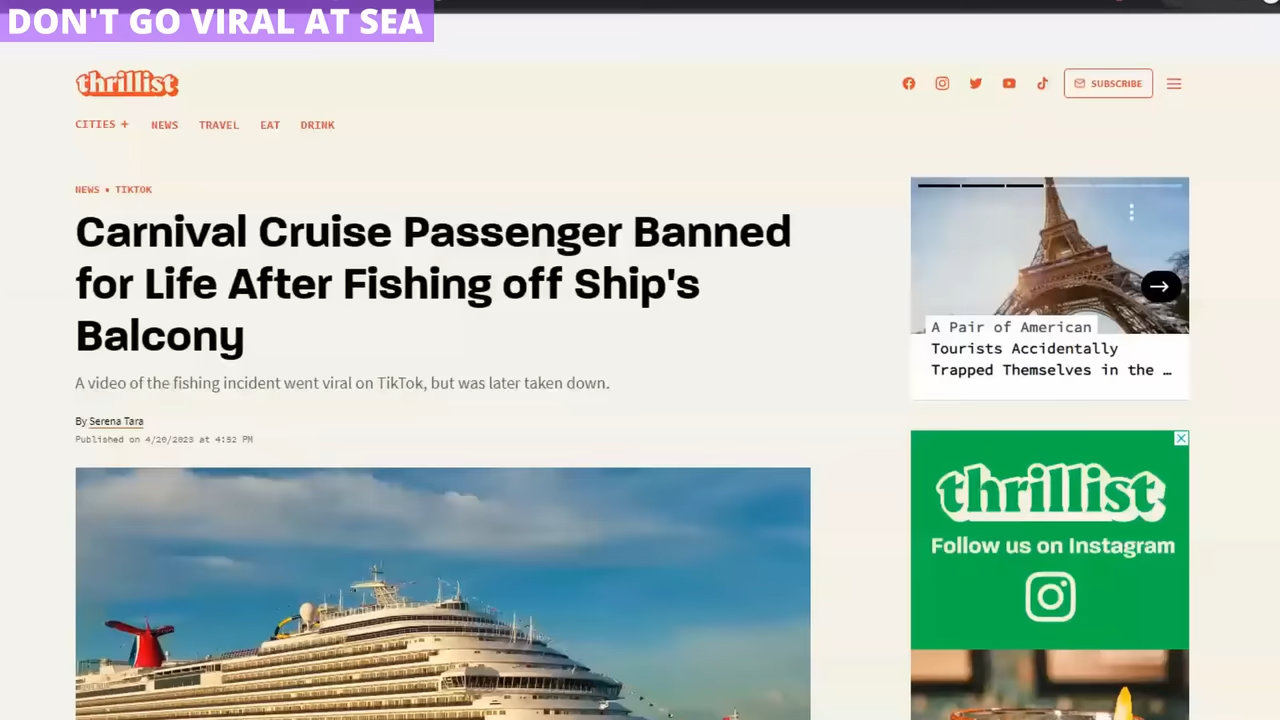 DON'T GO VIRAL AT SEA
thrillist
SUBSCRIBE
CITIES +
NEWS
TRAVEL
EAT
DRINK
NEWS • TIKTOK
Carnival Cruise Passenger Banned
for Life After Fishing off Ship's
Balcony
A video of the fishing incident went viral on TikTok, but was later taken down.
By Serena Tara
Published on 4/20/2023 at 4:52 PM
A Pair of American
Tourists Accidentally
Trapped Themselves in the …
thrillist
Follow us on Instagram